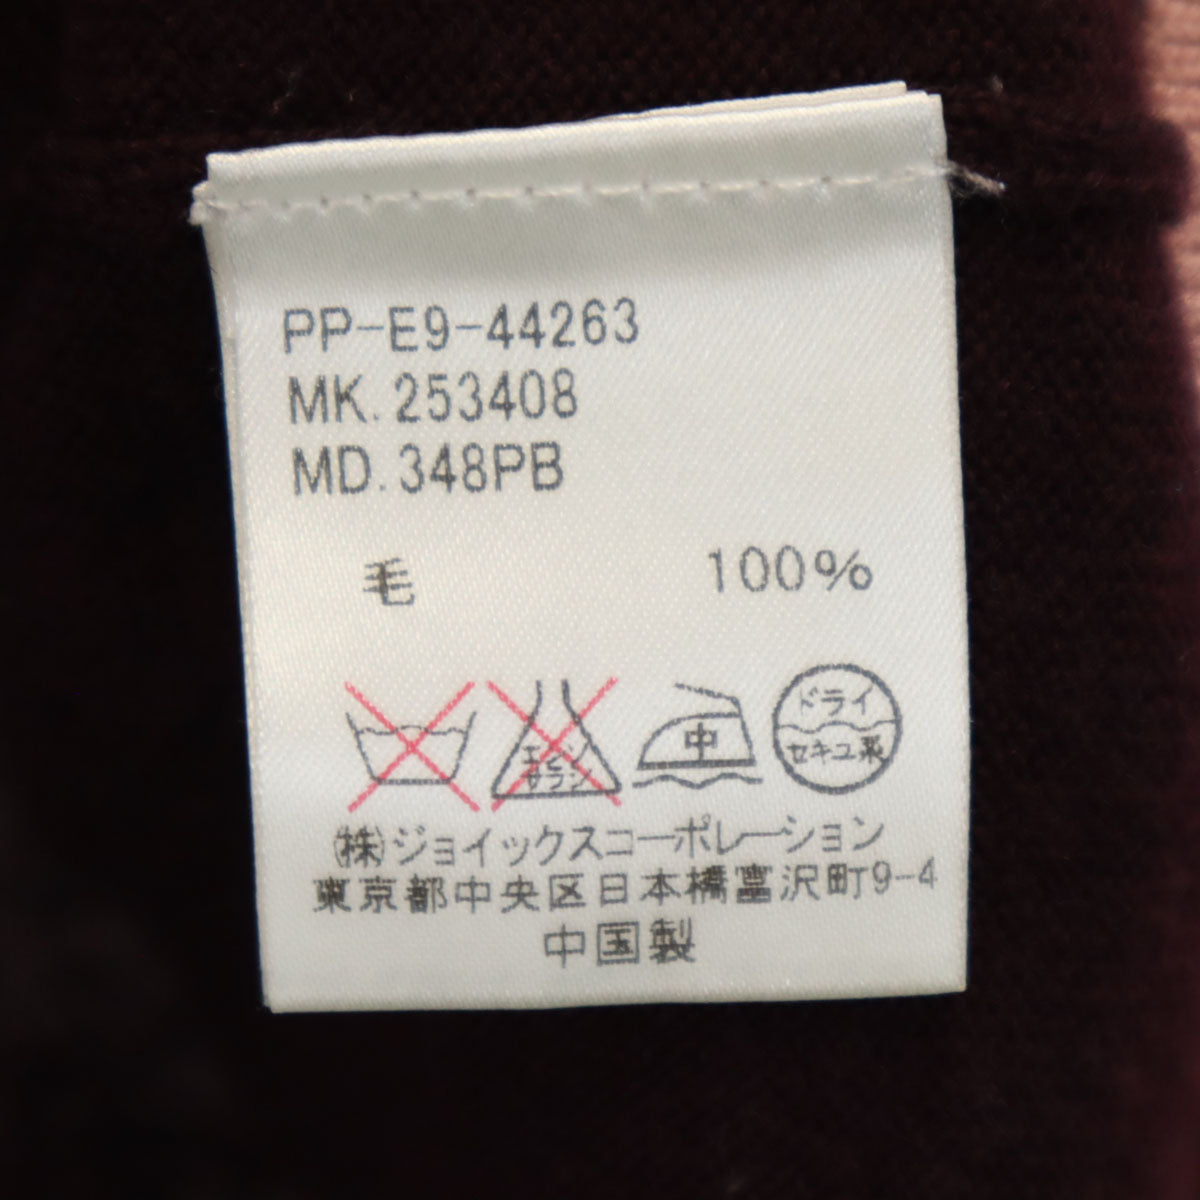 PP-E9-44263
MK.253408
MD.348PB
毛 100%
エンソ サラシ 中 ドライ セキユ系
㈱ジョイックスコーポレーション
東京都中央区日本橋富沢町9-4
中国製